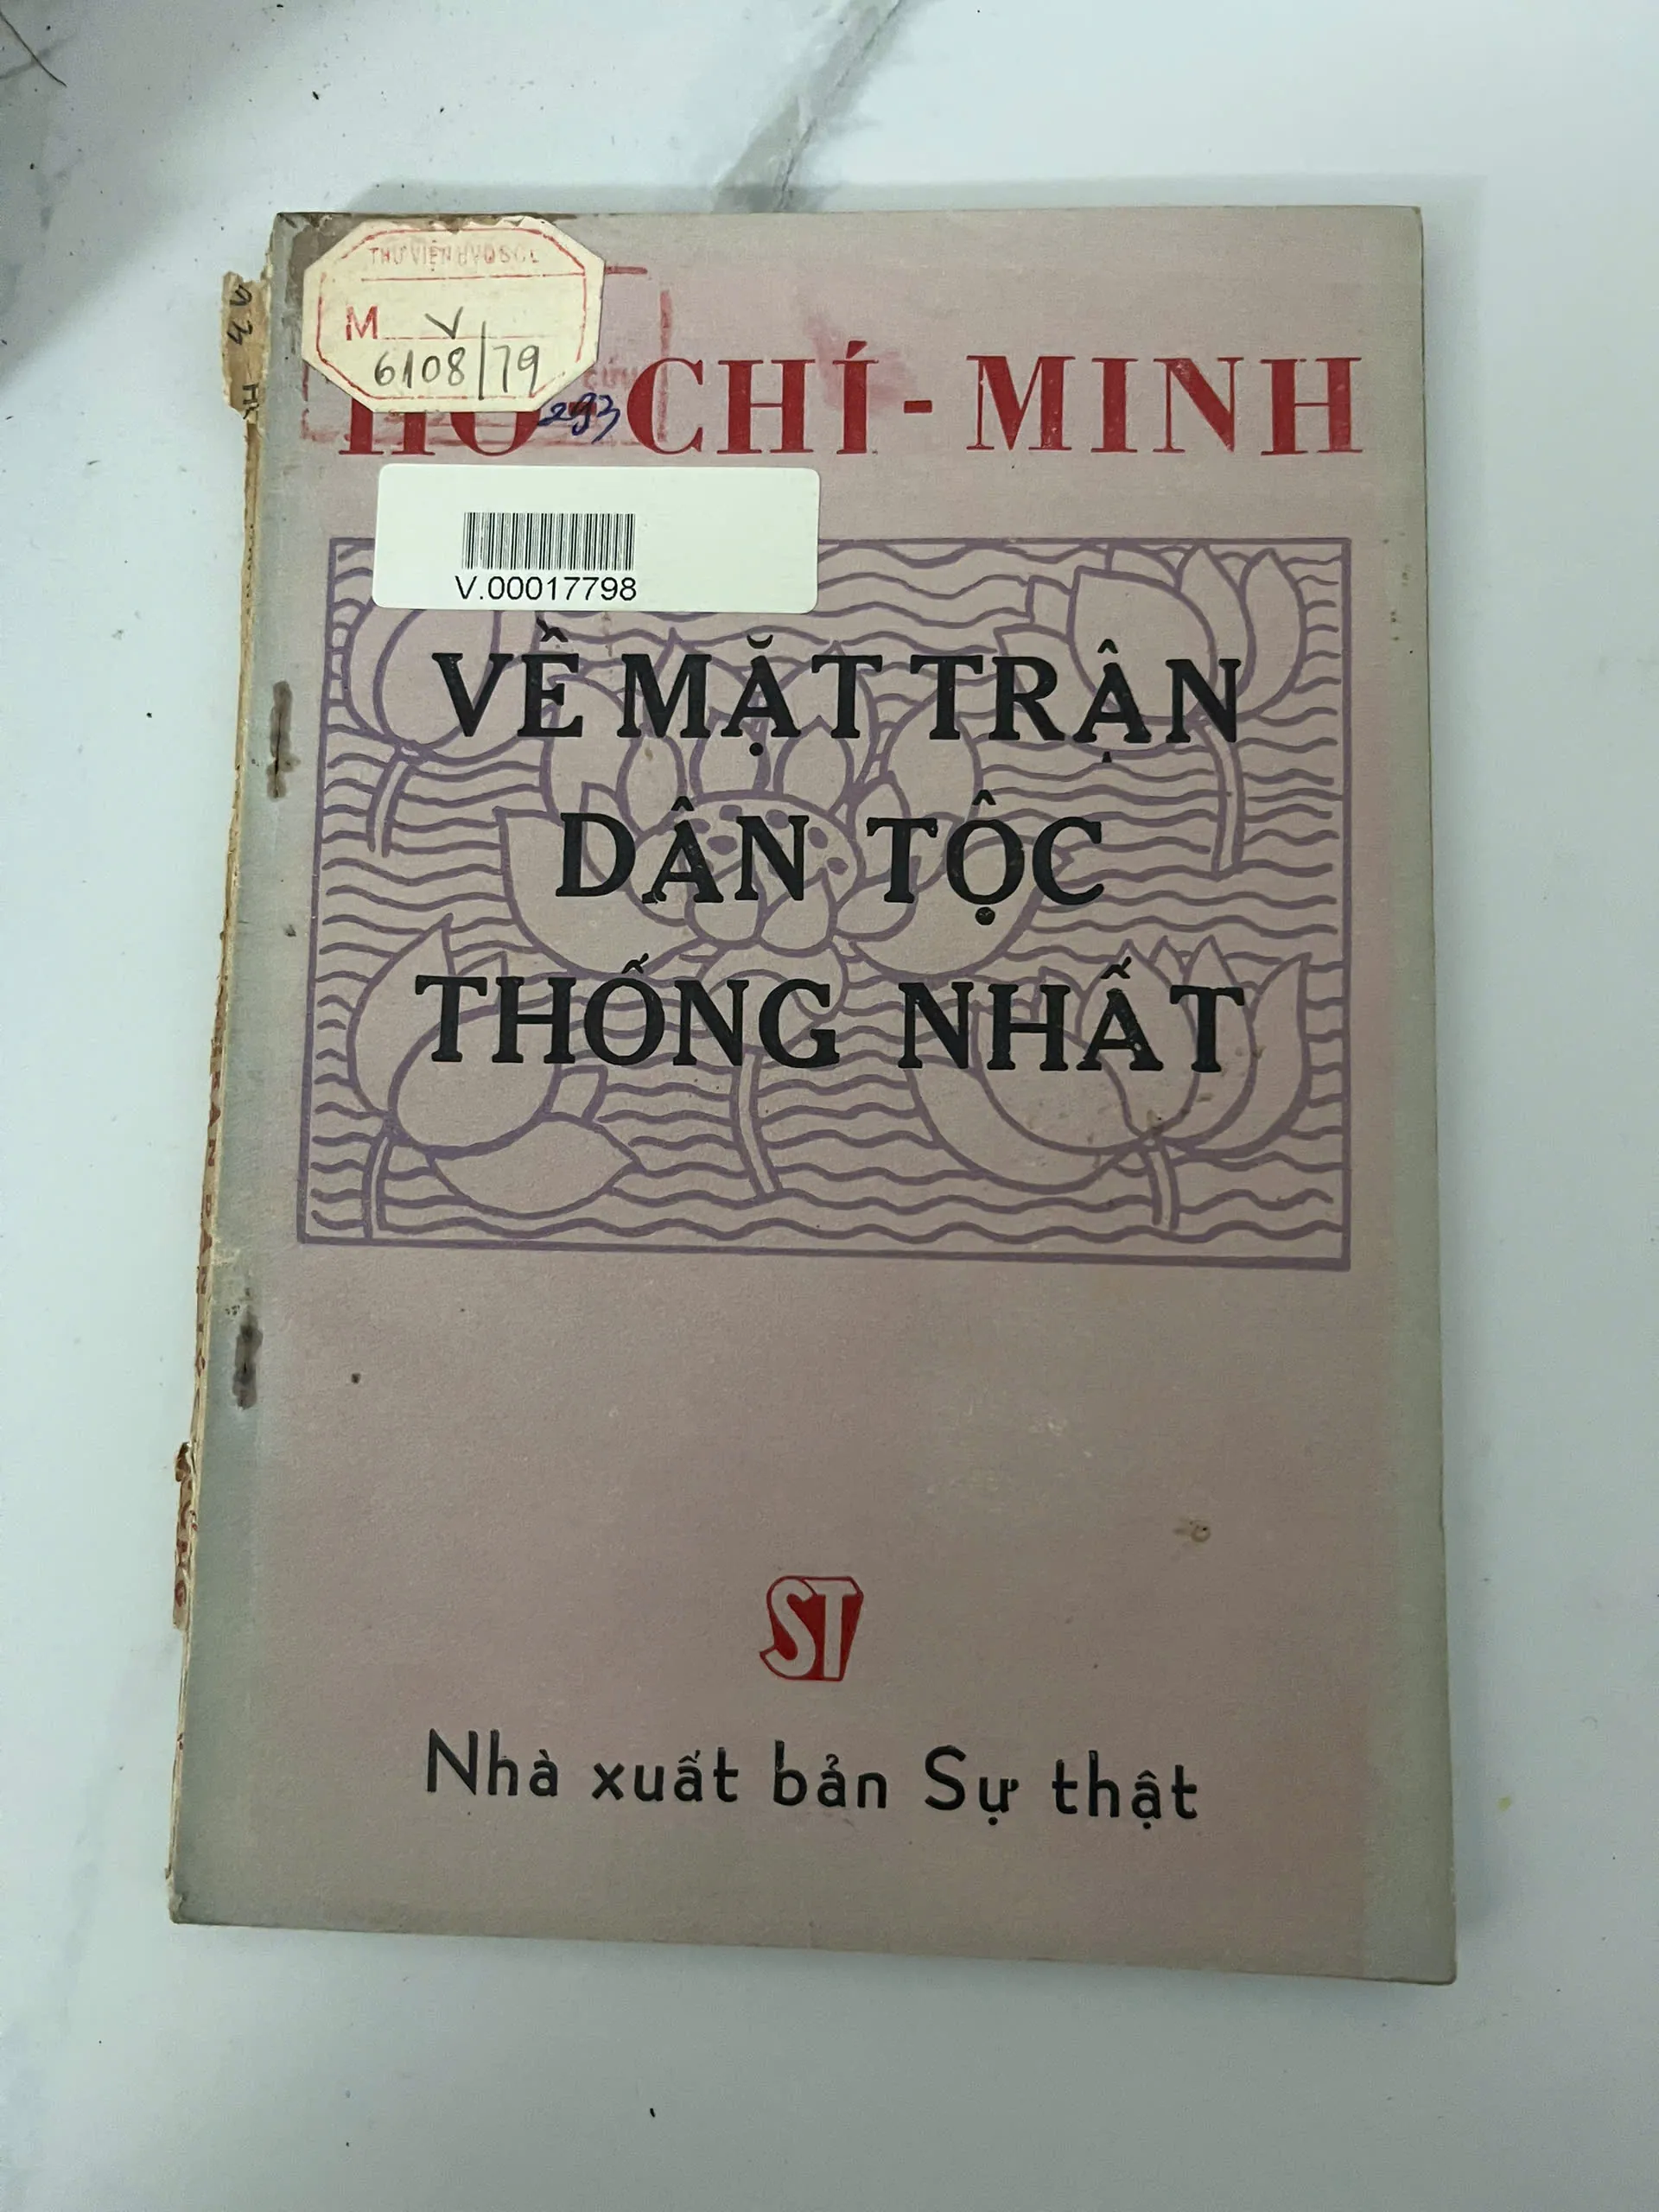 THƯ VIỆN
M V
6108/79
293
HỒ CHÍ-MINH
V.00017798
VỀ MẶT TRẬN
DÂN TỘC
THỐNG NHẤT
ST
Nhà xuất bản Sự thật